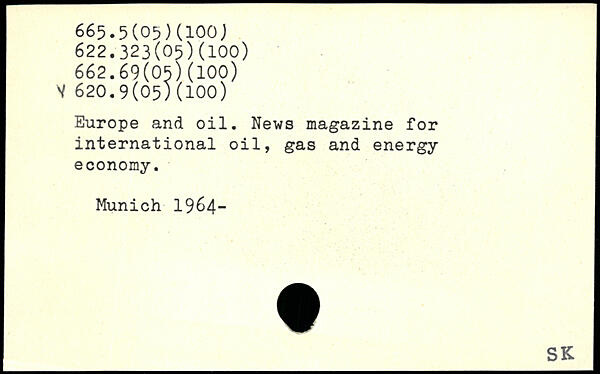 665.5(05)(100)
622.323(05)(100)
662.69(05)(100)
√ 620.9(05)(100)
Europe and oil. News magazine for
international oil, gas and energy
economy.
Munich 1964-
SK